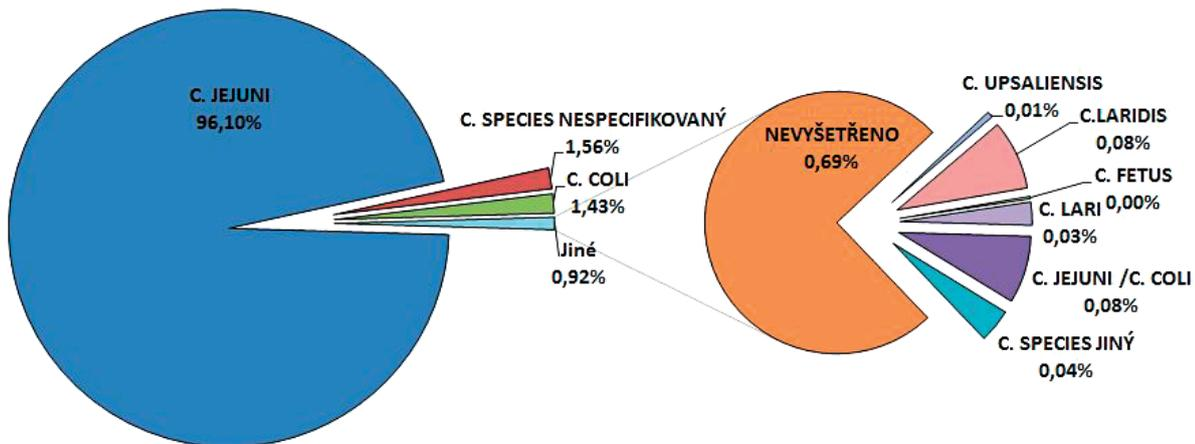 C. JEJUNI
96,10%
C. SPECIES NESPECIFIKOVANÝ
1,56%
C. COLI
1,43%
Jiné
0,92%
NEVYŠETŘENO
0,69%
C. UPSALIENSIS
0,01%
C.LARIDIS
0,08%
C. FETUS
0,00%
C. LARI
0,03%
C. JEJUNI /C. COLI
0,08%
C. SPECIES JINÝ
0,04%